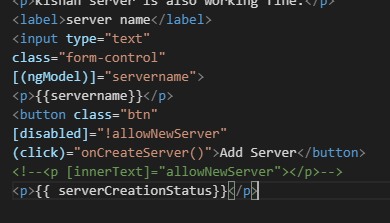 <p>kishan server is also working fine.</p>
<label>server name</label>
<input type="text"
class="form-control"
[(ngModel)]="servername">
<p>{{servername}}</p>
<button class="btn"
[disabled]="!allowNewServer"
(click)="onCreateServer()">Add Server</button>
<!--<p [innerText]="allowNewServer"></p>-->
<p>{{ serverCreationStatus}}</p>